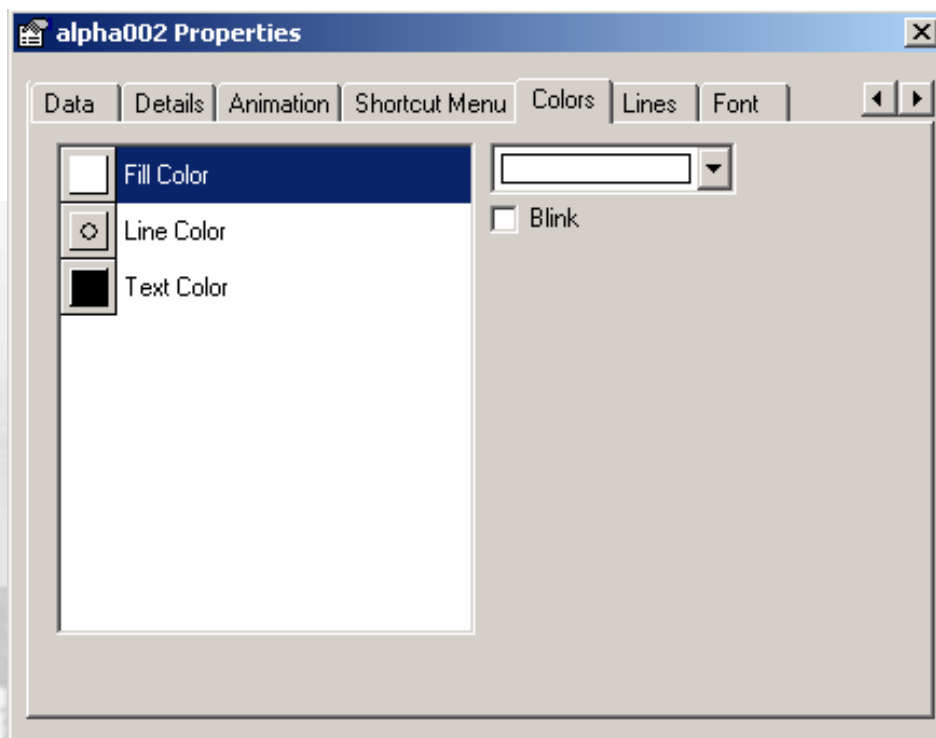 alpha002 Properties
Data Details Animation Shortcut Menu Colors Lines Font
Fill Color
Line Color
Text Color
Blink